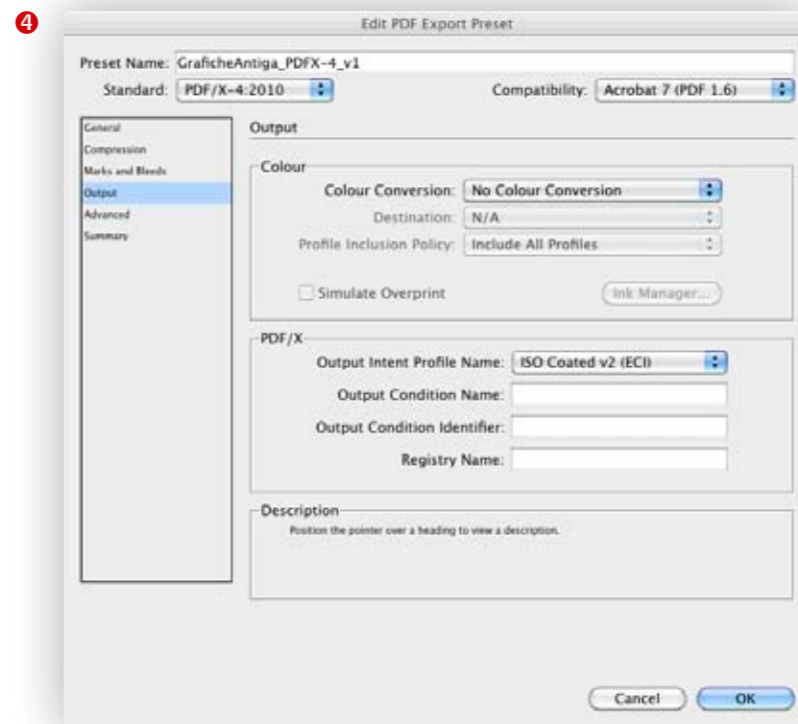 4
Edit PDF Export Preset
Preset Name: GraficheAntiga_PDFX-4_v1
Standard: PDF/X-4:2010 Compatibility: Acrobat 7 (PDF 1.6)
General
Compression
Marks and Bleeds
Output
Advanced
Summary
Output
Colour
Colour Conversion: No Colour Conversion
Destination: N/A
Profile Inclusion Policy: Include All Profiles
Simulate Overprint Ink Manager...
PDF/X
Output Intent Profile Name: ISO Coated v2 (ECI)
Output Condition Name:
Output Condition Identifier:
Registry Name:
Description
Position the pointer over a heading to view a description.
Cancel OK